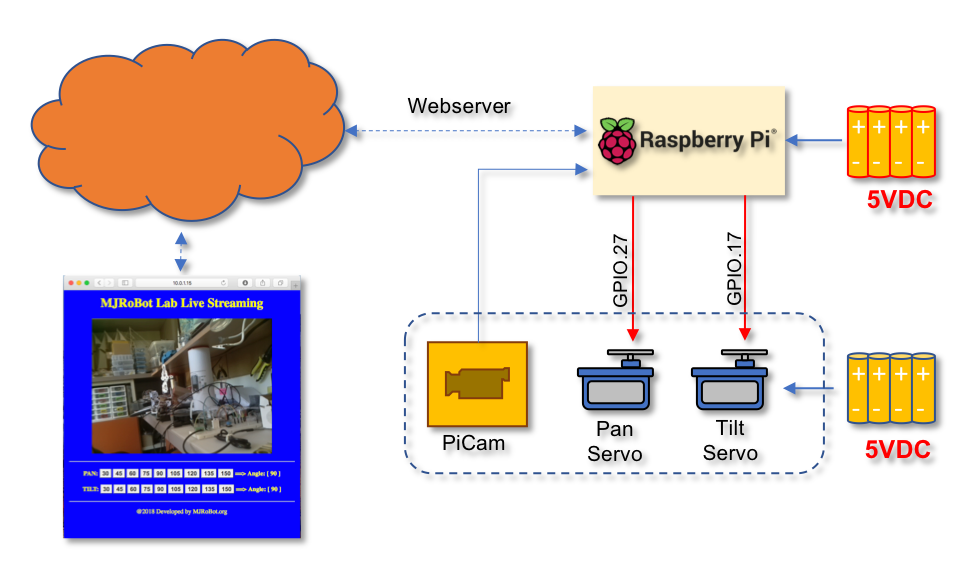 Webserver
Raspberry Pi®
5VDC
GPIO.27
GPIO.17
10.0.1.16
MJRoBot Lab Live Streaming
PAN: 30 45 60 75 90 105 120 135 150 ==> Angle: [ 90 ]
TILT: 30 45 60 75 90 105 120 135 150 ==> Angle: [ 90 ]
@2018 Developed by MJRoBot.org
PiCam
Pan
Servo
Tilt
Servo
+ + + +
- - - -
+ + + +
- - - -
5VDC